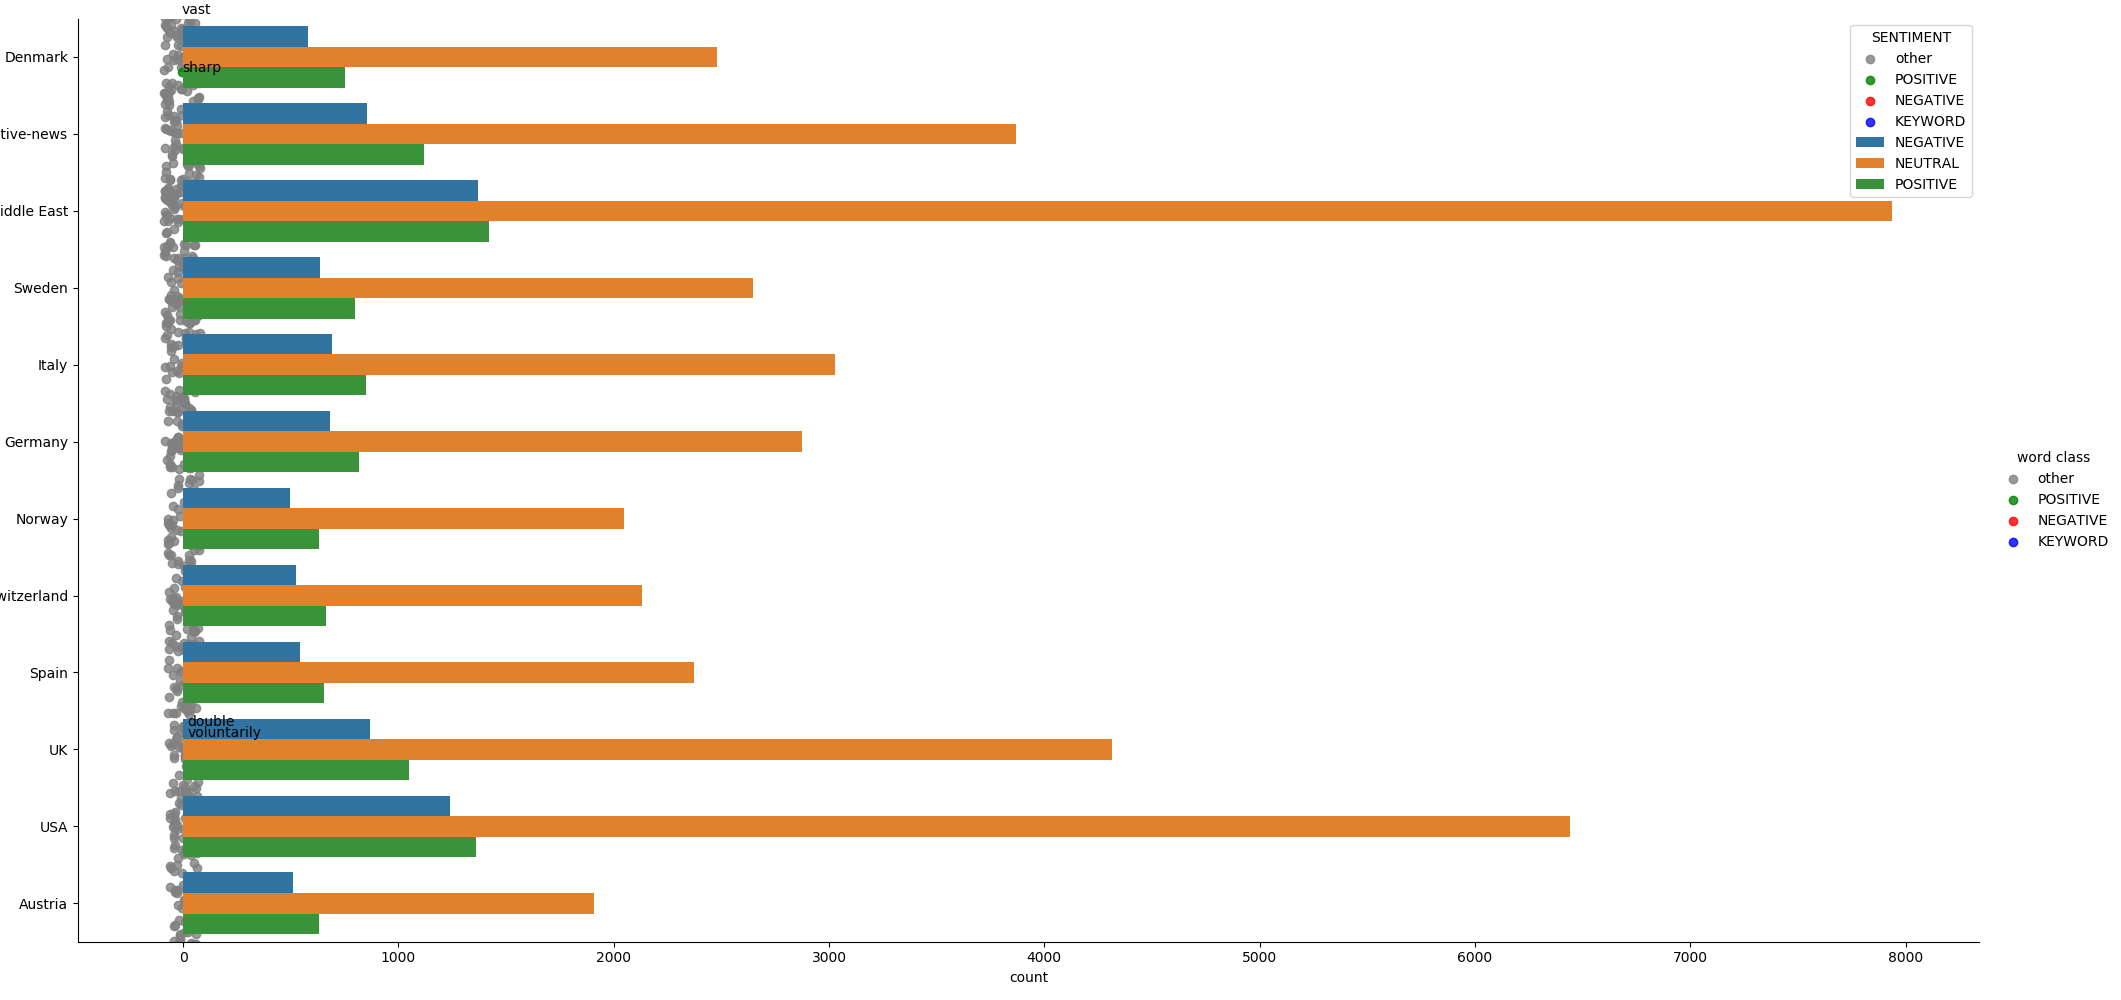 vast
Denmark
sharp
tive-news
iddle East
Sweden
Italy
Germany
Norway
witzerland
Spain
double
voluntarily
UK
USA
Austria
0 1000 2000 3000 4000 5000 6000 7000 8000
count
SENTIMENT
other
POSITIVE
NEGATIVE
KEYWORD
NEGATIVE
NEUTRAL
POSITIVE
word class
other
POSITIVE
NEGATIVE
KEYWORD